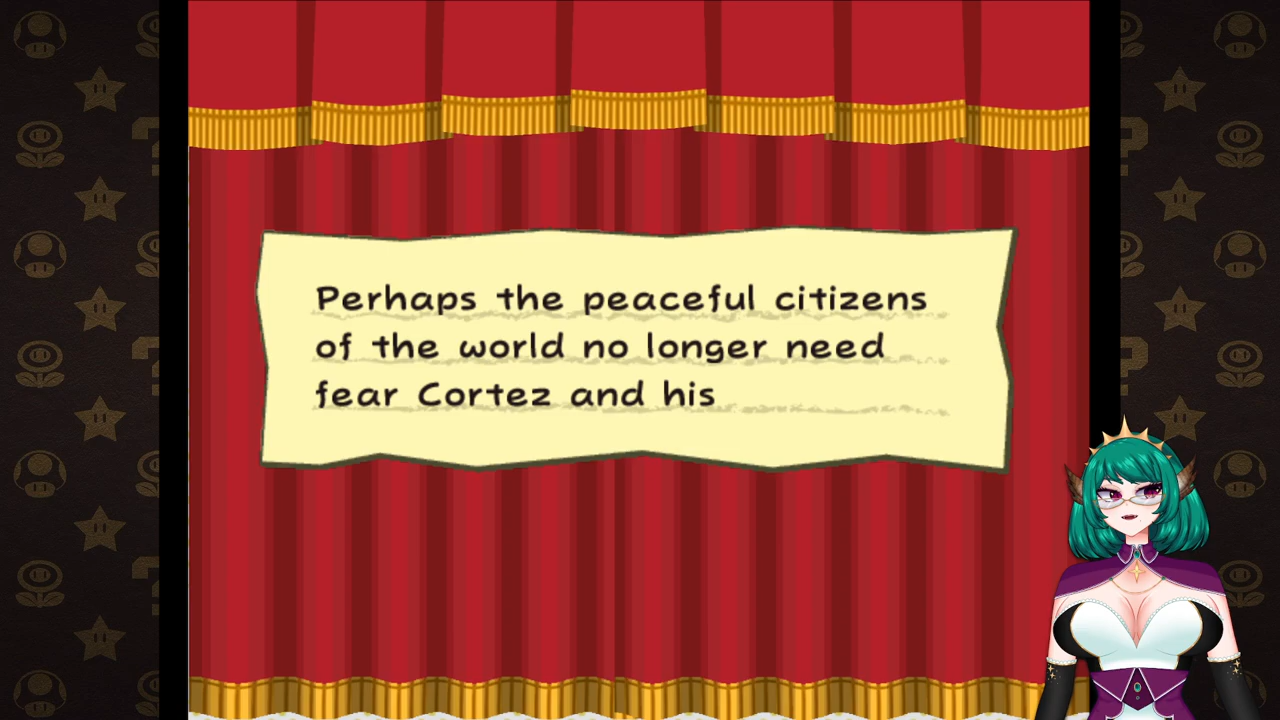 Perhaps the peaceful citizens
of the world no longer need
fear Cortez and his